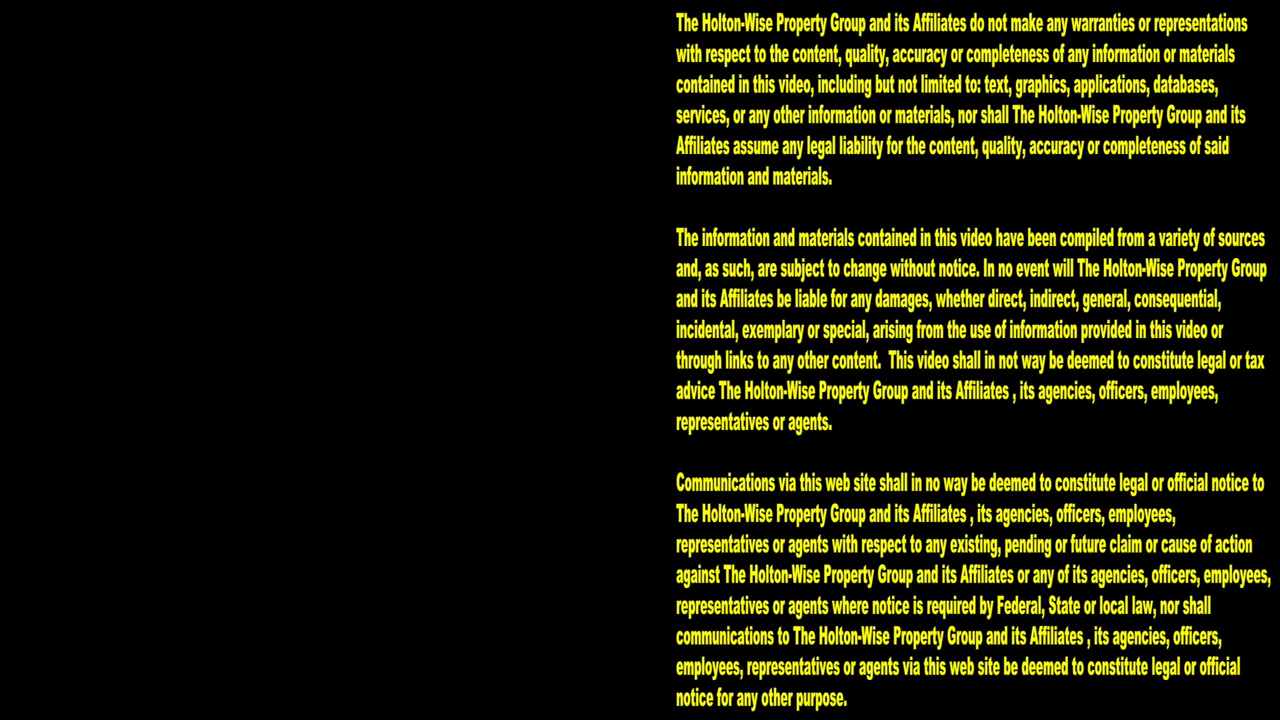 The Holton-Wise Property Group and its Affiliates do not make any warranties or representations
with respect to the content, quality, accuracy or completeness of any information or materials
contained in this video, including but not limited to: text, graphics, applications, databases,
services, or any other information or materials, nor shall The Holton-Wise Property Group and its
Affiliates assume any legal liability for the content, quality, accuracy or completeness of said
information and materials.
The information and materials contained in this video have been compiled from a variety of sources
and, as such, are subject to change without notice. In no event will The Holton-Wise Property Group
and its Affiliates be liable for any damages, whether direct, indirect, general, consequential,
incidental, exemplary or special, arising from the use of information provided in this video or
through links to any other content.  This video shall in not way be deemed to constitute legal or tax
advice The Holton-Wise Property Group and its Affiliates , its agencies, officers, employees,
representatives or agents.
Communications via this web site shall in no way be deemed to constitute legal or official notice to
The Holton-Wise Property Group and its Affiliates , its agencies, officers, employees,
representatives or agents with respect to any existing, pending or future claim or cause of action
against The Holton-Wise Property Group and its Affiliates or any of its agencies, officers, employees,
representatives or agents where notice is required by Federal, State or local law, nor shall
communications to The Holton-Wise Property Group and its Affiliates , its agencies, officers,
employees, representatives or agents via this web site be deemed to constitute legal or official
notice for any other purpose.